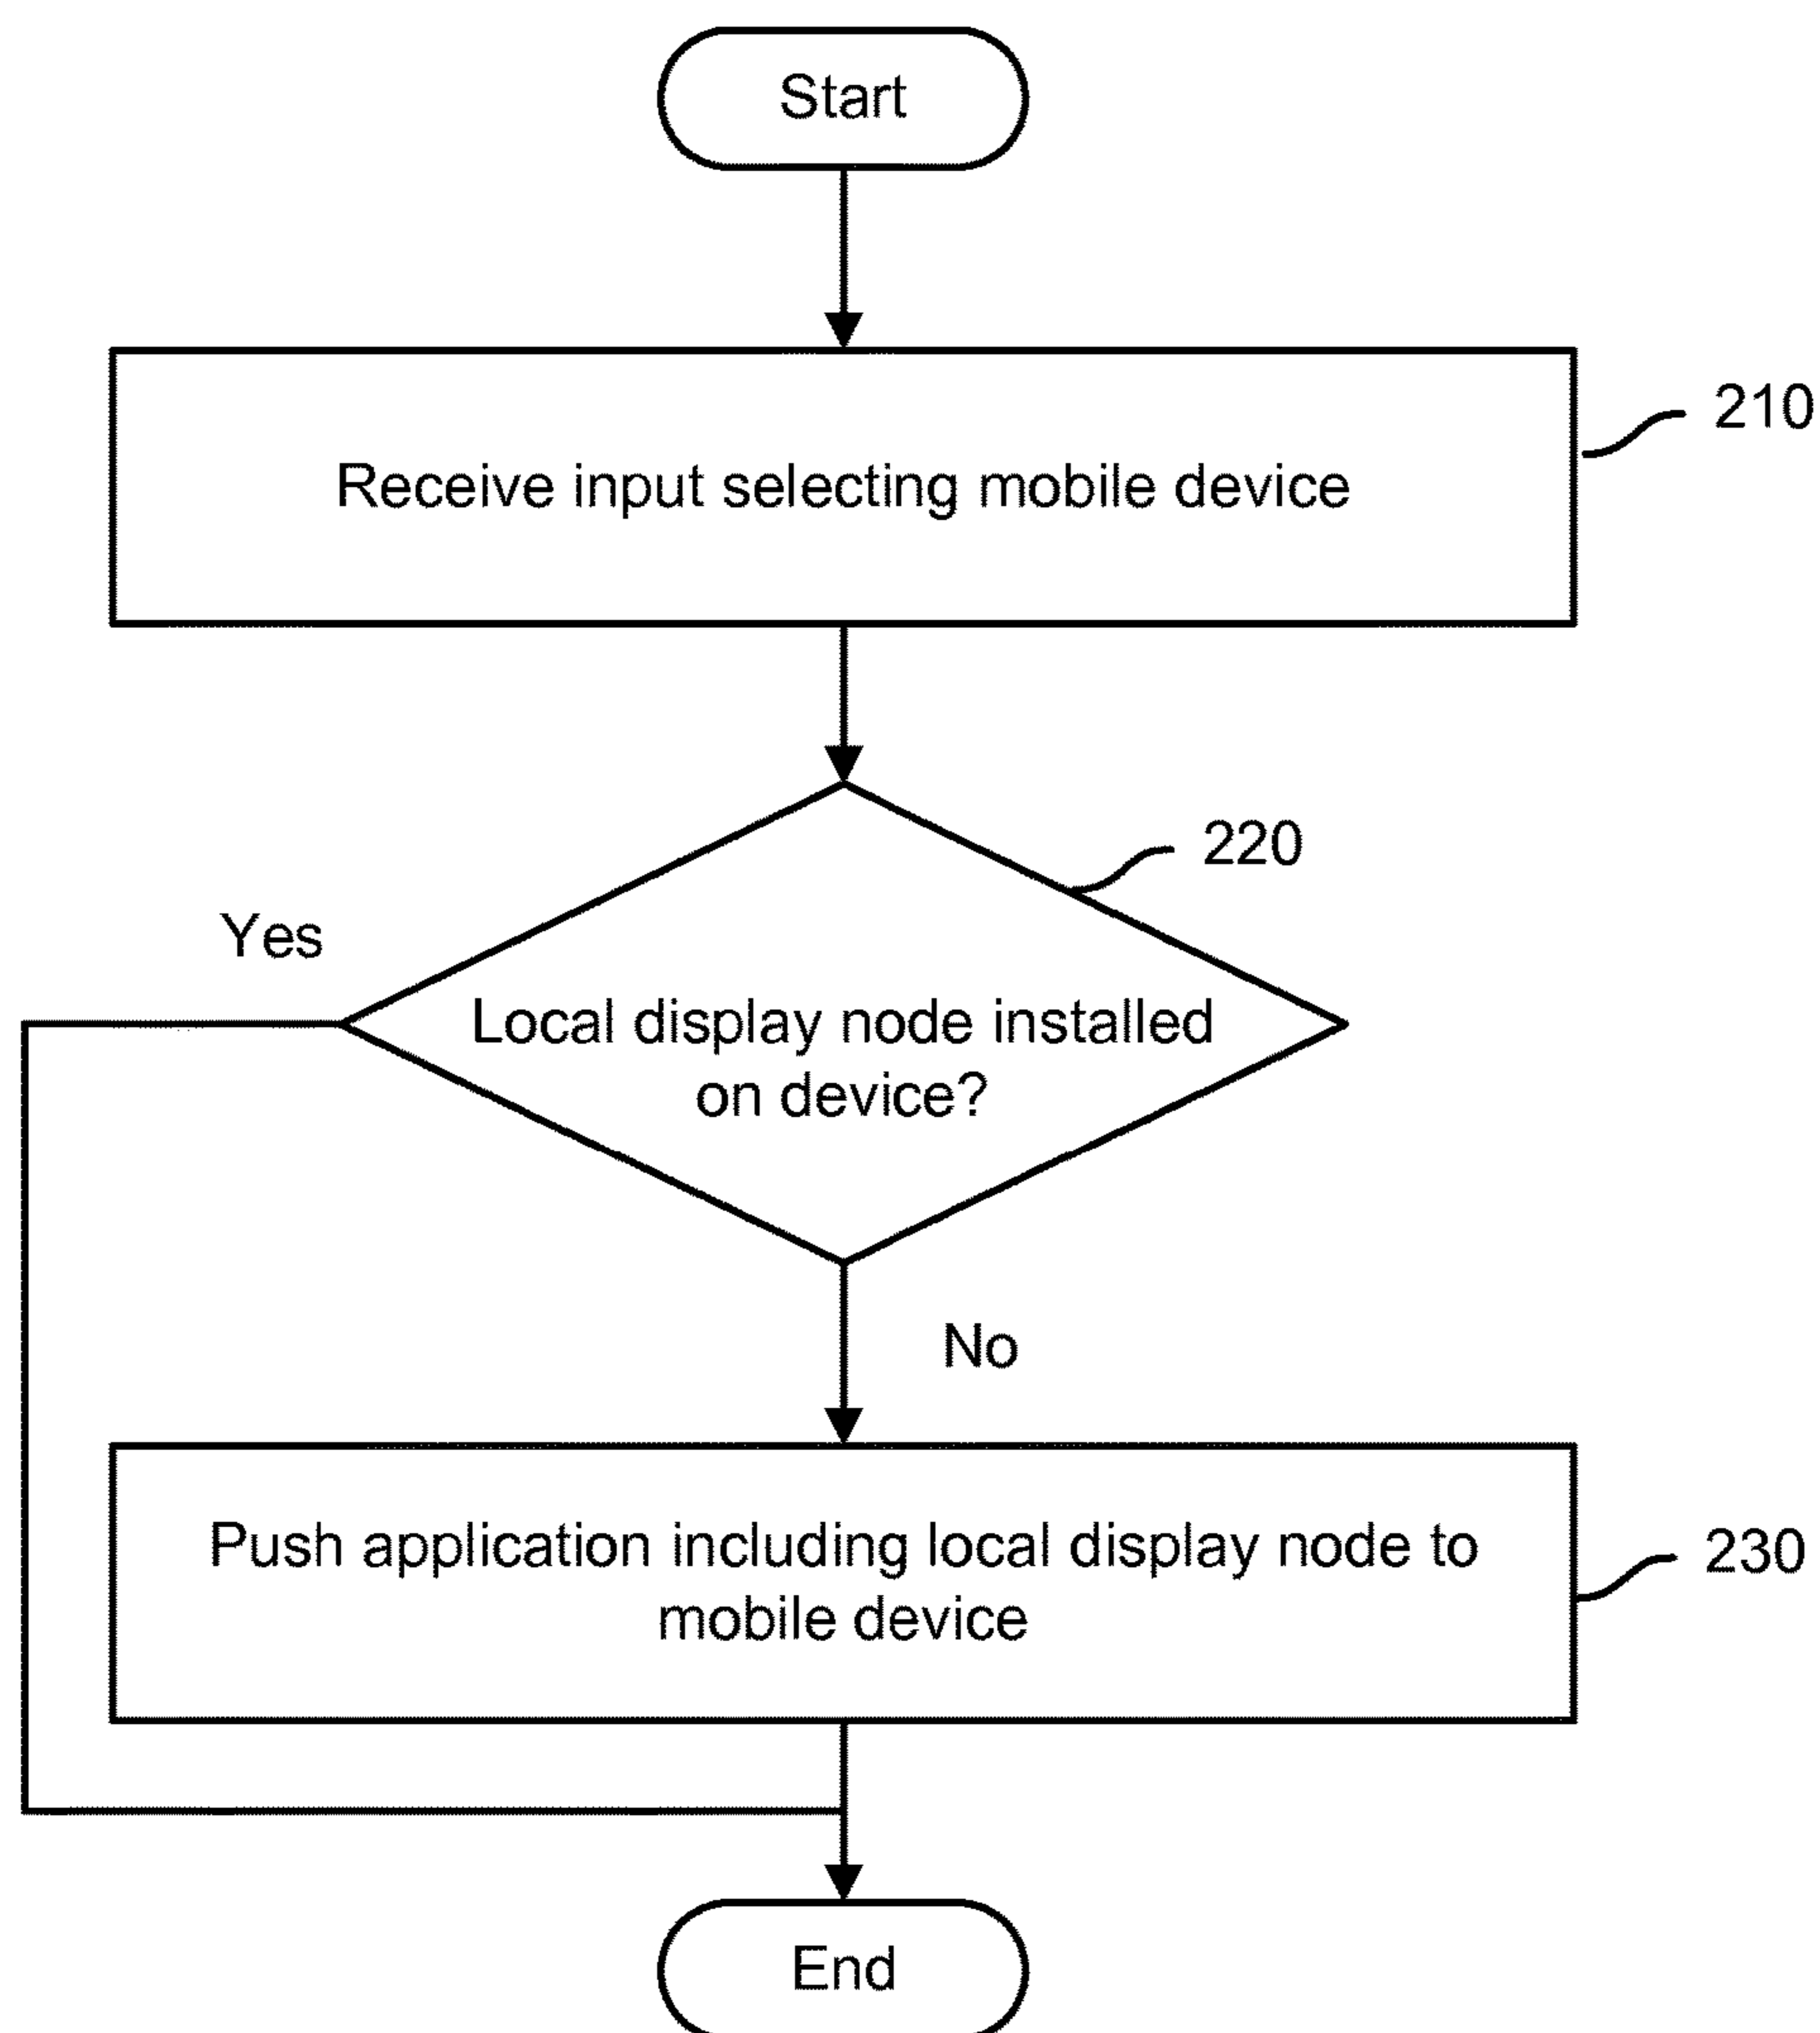 Start
210
Receive input selecting mobile device
220
Yes
Local display node installed
on device?
No
Push application including local display node to
mobile device
230
End